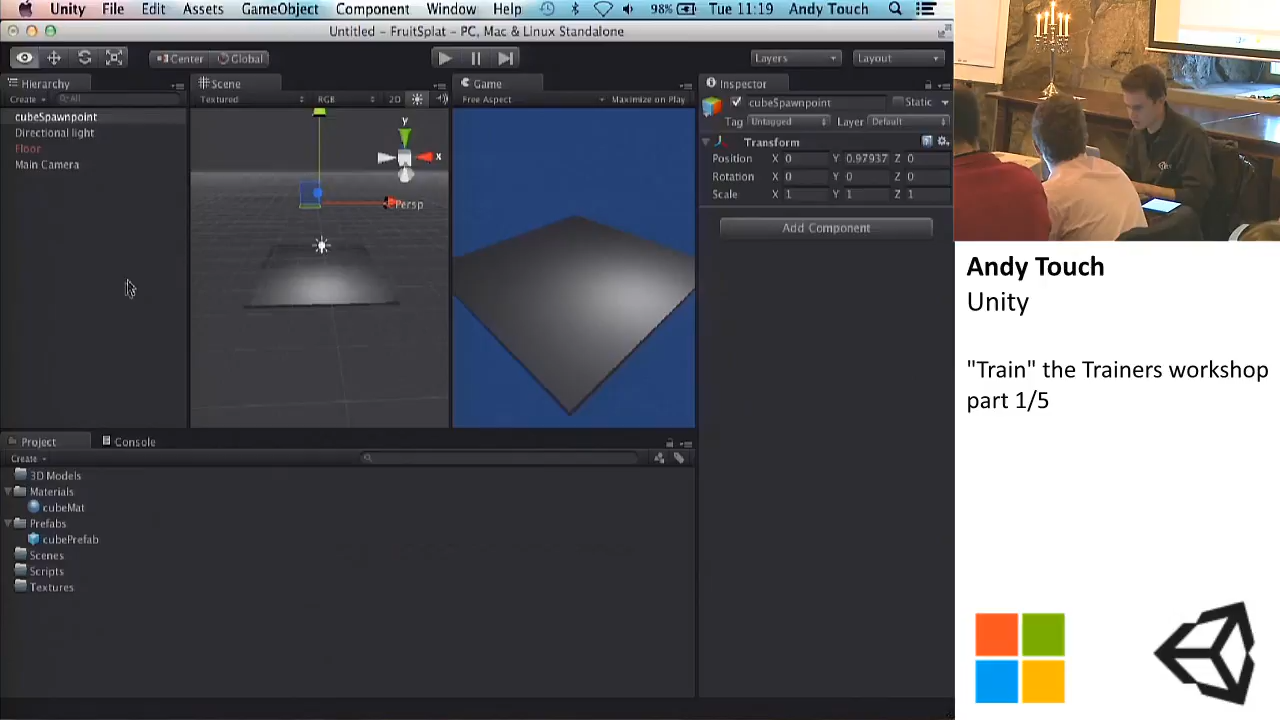 Unity File Edit Assets GameObject Component Window Help 98% Tue 11:19 Andy Touch
Untitled – FruitSplat – PC, Mac & Linux Standalone
Center Global Layers Layout
Hierarchy Scene Game Inspector
Create All Textured RGB 2D Free Aspect Maximize on Play
cubeSpawnpoint
Directional light
Floor
Main Camera
y
x
Persp
cubeSpawnpoint Static
Tag Untagged Layer Default
Transform
Position X 0 Y 0.97937 Z 0
Rotation X 0 Y 0 Z 0
Scale X 1 Y 1 Z 1
Add Component
Project Console
Create
3D Models
Materials
cubeMat
Prefabs
cubePrefab
Scenes
Scripts
Textures
Andy Touch
Unity
"Train" the Trainers workshop
part 1/5